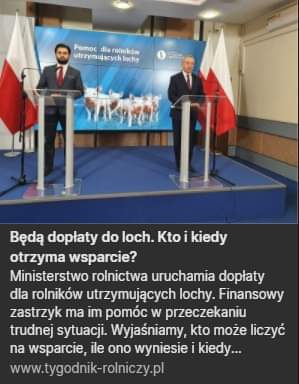 Pomoc dla rolników
utrzymujących lochy
Będą dopłaty do loch. Kto i kiedy
otrzyma wsparcie?
Ministerstwo rolnictwa uruchamia dopłaty
dla rolników utrzymujących lochy. Finansowy
zastrzyk ma im pomóc w przeczekaniu
trudnej sytuacji. Wyjaśniamy, kto może liczyć
na wsparcie, ile ono wyniesie i kiedy...
www.tygodnik-rolniczy.pl